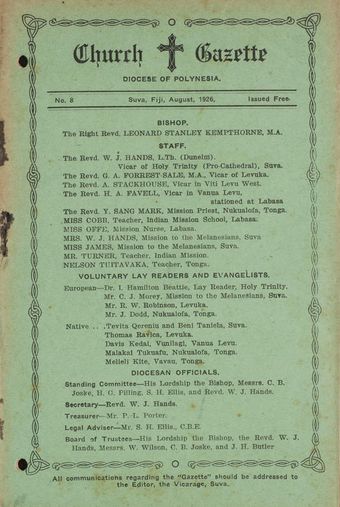 Church Gazette
DIOCESE OF POLYNESIA.
No. 8 Suva, Fiji, August, 1926, Issued Free.
BISHOP.
The Right Revd. LEONARD STANLEY KEMPTHORNE, M.A.
STAFF.
The Revd. W. J. HANDS, L.Th. (Dunelm).
Vicar of Holy Trinity (Pro-Cathedral), Suva.
The Revd. G. A. FORREST SALE, M.A., Vicar of Levuka.
The Revd. A. STACKHOUSE, Vicar in Viti Levu West.
The Revd. H. A. FAVELL, Vicar in Vanua Levu,
stationed at Labasa
The Revd. Y. SANG MARK, Mission Priest, Nukualofa, Tonga.
MISS COBB, Teacher, Indian Mission School, Labasa:
MISS OFFE, Mission Nurse, Labasa.
MRS. W. J. HANDS, Mission to the Melanesians, Suva
MISS JAMES, Mission to the Melanesians, Suva.
MR. TURNER, Teacher, Indian Mission.
NELSON TUITAVAKA, Teacher, Tonga.
VOLUNTARY LAY READERS AND EVANGELISTS.
European—Dr. I. Hamilton Beattie, Lay Reader, Holy Trinity.
Mr. C. J. Morey, Mission to the Melanesians, Suva.
Mr. R. W. Robinson, Levuka.
Mr. J. Dodd, Nukualofa, Tonga.
Native .. .Tevita Qereniu and Beni Taniela, Suva.
Thomas Ravica, Levuka.
Davis Kedai, Vunilagi, Vanua Levu.
Malakai Tukuafu, Nukualofa, Tonga.
Melieli Kite, Vavau, Tonga.
DIOCESAN OFFICIALS.
Standing Committee—His Lordship the Bishop, Messrs. C. B.
Joske, H. G. Pilling, S. H. Ellis, and Revd. W. J. Hands.
Secretary—Revd. W. J. Hands.
Treasurer—Mr. P. L. Porter.
Legal Adviser—Mr. S. H. Ellis, C.B.E.
Board of Trustees—His Lordship the Bishop, the Revd. W. J.
Hands, Messrs. W. Wilson, C. B. Joske, and J. H. Butler
All communications regarding the "Gazette" should be addressed to
the Editor, the Vicarage, Suva.